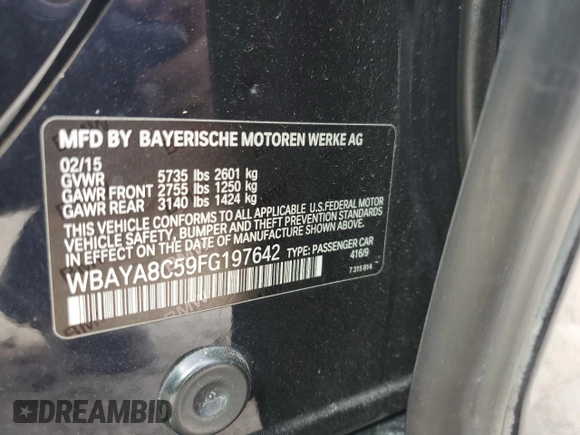 MFD BY BAYERISCHE MOTOREN WERKE AG
02/15
GVWR 5735 lbs 2601 kg
GAWR FRONT 2755 lbs 1250 kg
GAWR REAR 3140 lbs 1424 kg
THIS VEHICLE CONFORMS TO ALL APPLICABLE U.S.FEDERAL MOTOR
VEHICLE SAFETY, BUMPER AND THEFT PREVENTION STANDARDS
IN EFFECT ON THE DATE OF MANUFACTURE SHOWN ABOVE.
WBAYA8C59FG197642 TYPE: PASSENGER CAR
416/9
7 315 814
DREAMBID